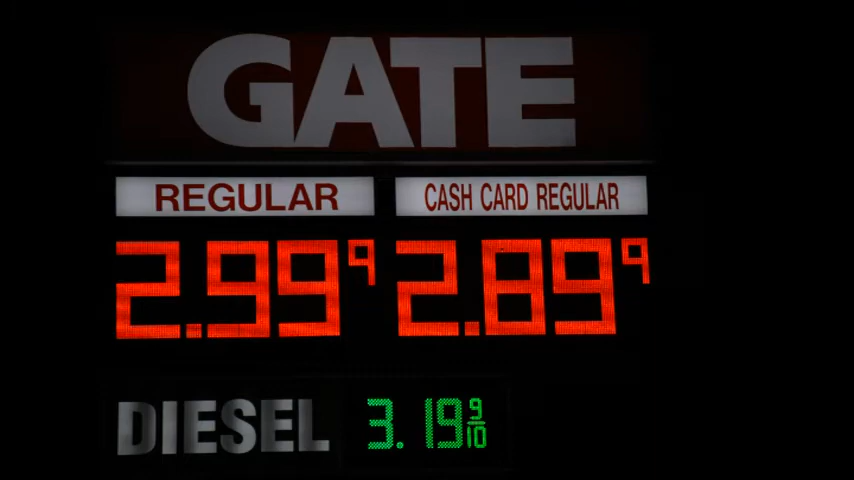 GATE
REGULAR CASH CARD REGULAR
2.99 9 2.89 9
DIESEL 3.19 9/10